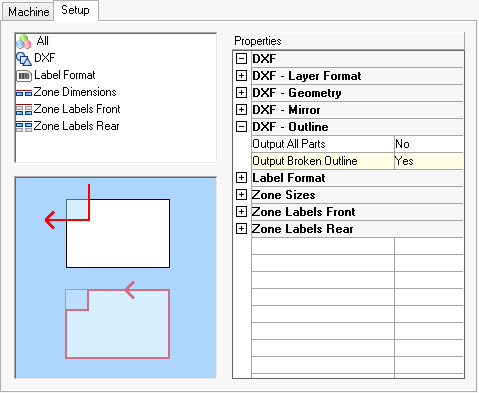 Machine
Setup
All
DXF
Label Format
Zone Dimensions
Zone Labels Front
Zone Labels Rear
Properties
DXF
DXF - Layer Format
DXF - Geometry
DXF - Mirror
DXF - Outline
Output All Parts No
Output Broken Outline Yes
Label Format
Zone Sizes
Zone Labels Front
Zone Labels Rear